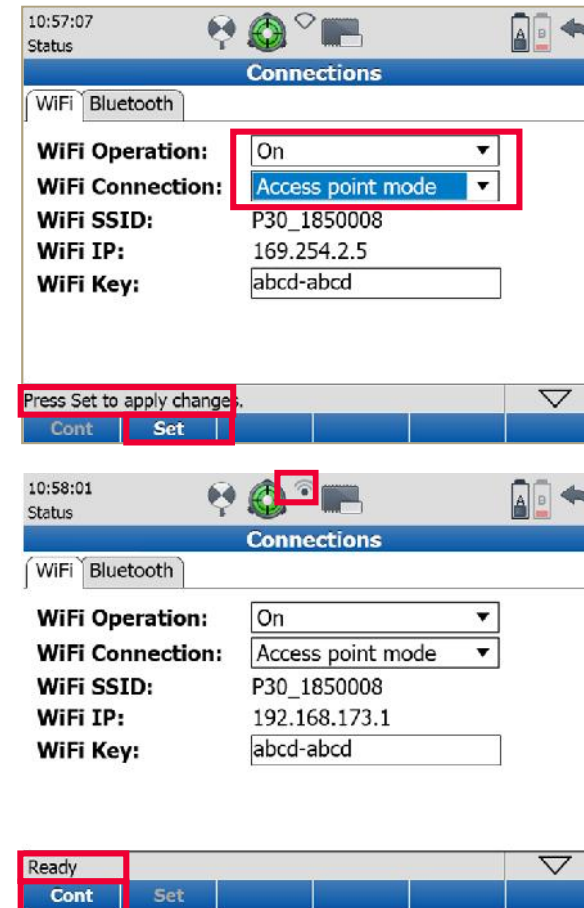 10:57:07
Status
A B
Connections
WiFi Bluetooth
WiFi Operation: On
WiFi Connection: Access point mode
WiFi SSID: P30_1850008
WiFi IP: 169.254.2.5
WiFi Key: abcd-abcd
Press Set to apply changes.
Cont Set
10:58:01
Status
A B
Connections
WiFi Bluetooth
WiFi Operation: On
WiFi Connection: Access point mode
WiFi SSID: P30_1850008
WiFi IP: 192.168.173.1
WiFi Key: abcd-abcd
Ready
Cont Set